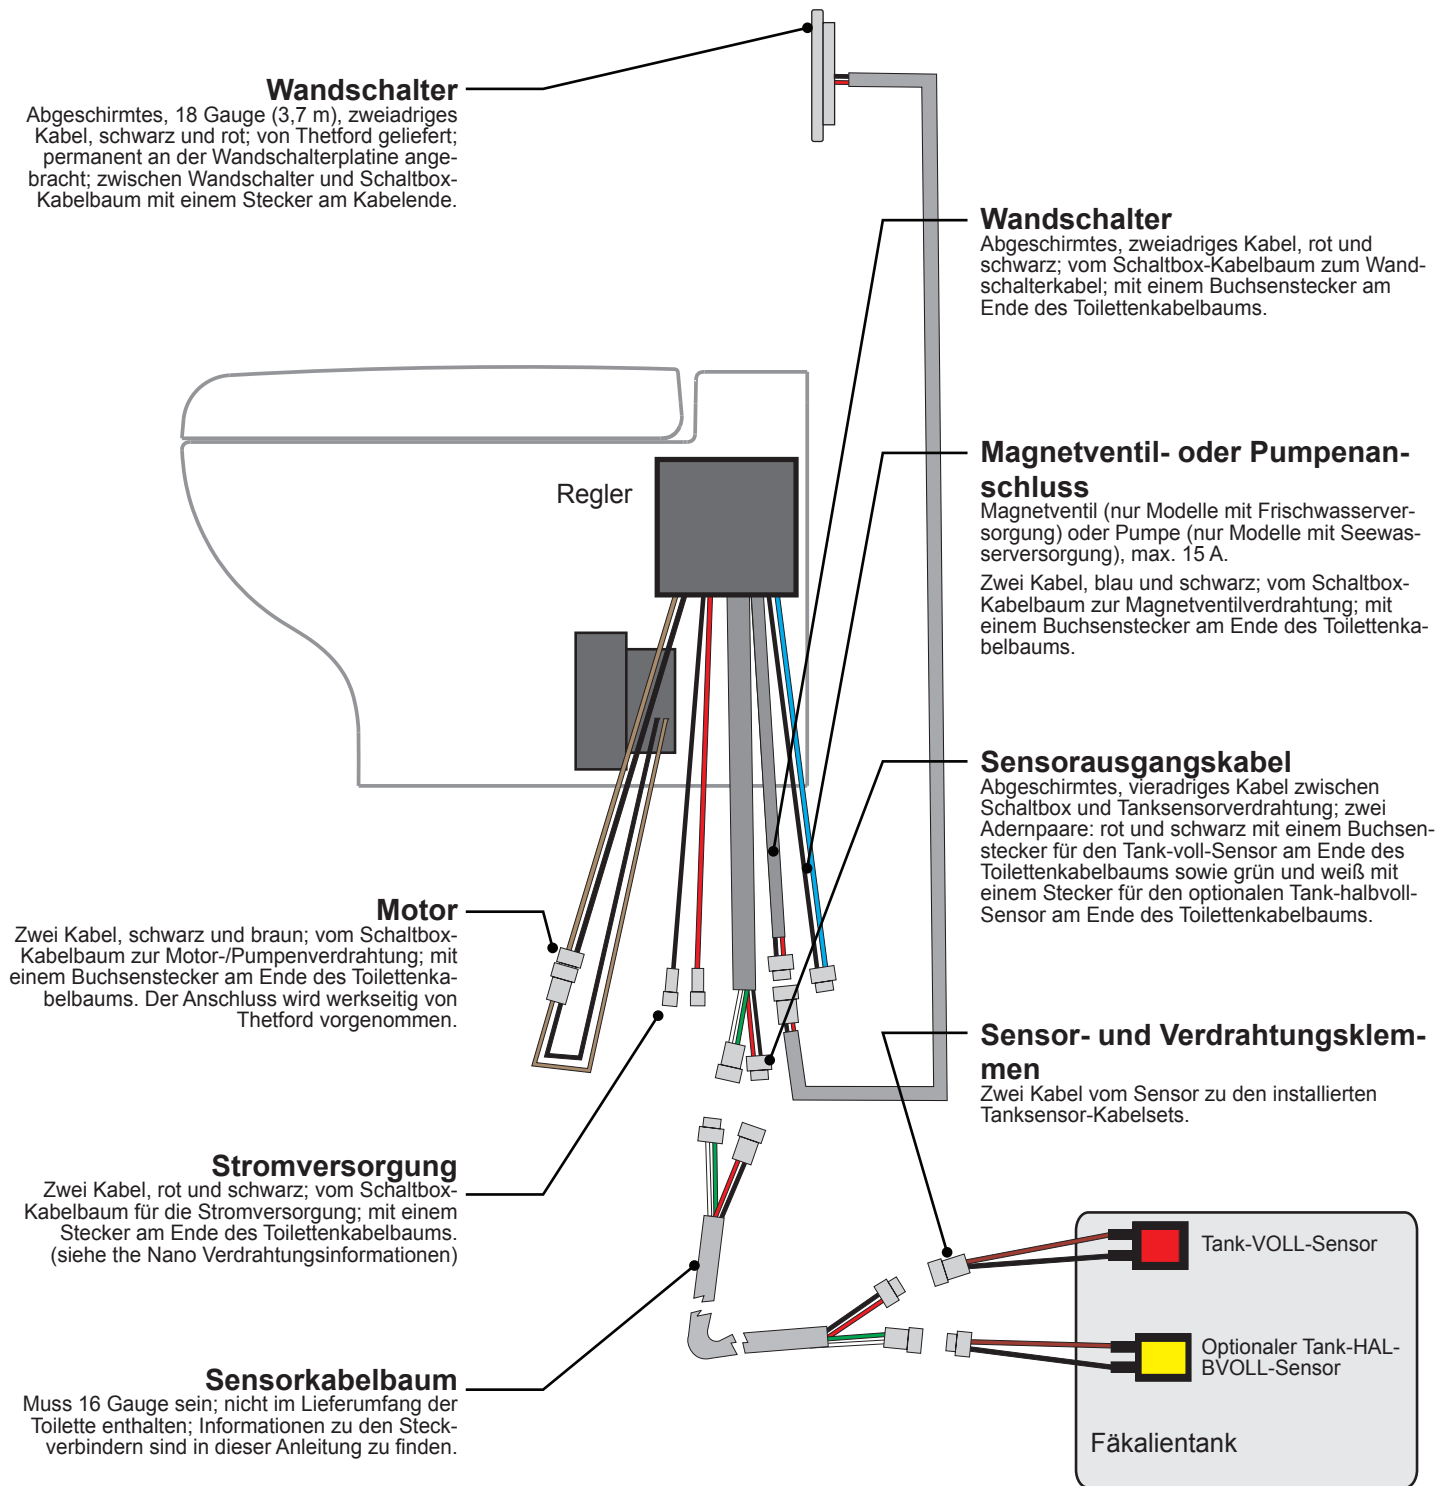 Wandschalter
Abgeschirmtes, 18 Gauge (3,7 m), zweiadriges
Kabel, schwarz und rot; von Thetford geliefert;
permanent an der Wandschalterplatine ange-
bracht; zwischen Wandschalter und Schaltbox-
Kabelbaum mit einem Stecker am Kabelende.
Wandschalter
Abgeschirmtes, zweiadriges Kabel, rot und
schwarz; vom Schaltbox-Kabelbaum zum Wand-
schalterkabel; mit einem Buchsenstecker am
Ende des Toilettenkabelbaums.
Magnetventil- oder Pumpenan-
schluss
Magnetventil (nur Modelle mit Frischwasserver-
sorgung) oder Pumpe (nur Modelle mit Seewas-
serversorgung), max. 15 A.
Zwei Kabel, blau und schwarz; vom Schaltbox-
Kabelbaum zur Magnetventilverdrahtung; mit
einem Buchsenstecker am Ende des Toilettenka-
belbaums.
Regler
Sensorausgangskabel
Abgeschirmtes, vieradriges Kabel zwischen
Schaltbox und Tanksensorverdrahtung; zwei
Adernpaare: rot und schwarz mit einem Buchsen-
stecker für den Tank-voll-Sensor am Ende des
Toilettenkabelbaums sowie grün und weiß mit
einem Stecker für den optionalen Tank-halbvoll-
Sensor am Ende des Toilettenkabelbaums.
Motor
Zwei Kabel, schwarz und braun; vom Schaltbox-
Kabelbaum zur Motor-/Pumpenverdrahtung; mit
einem Buchsenstecker am Ende des Toilettenka-
belbaums. Der Anschluss wird werkseitig von
Thetford vorgenommen.
Sensor- und Verdrahtungsklem-
men
Zwei Kabel vom Sensor zu den installierten
Tanksensor-Kabelsets.
Stromversorgung
Zwei Kabel, rot und schwarz; vom Schaltbox-
Kabelbaum für die Stromversorgung; mit einem
Stecker am Ende des Toilettenkabelbaums.
(siehe the Nano Verdrahtungsinformationen)
Tank-VOLL-Sensor
Optionaler Tank-HAL-
BVOLL-Sensor
Fäkalientank
Sensorkabelbaum
Muss 16 Gauge sein; nicht im Lieferumfang der
Toilette enthalten; Informationen zu den Steck-
verbindern sind in dieser Anleitung zu finden.